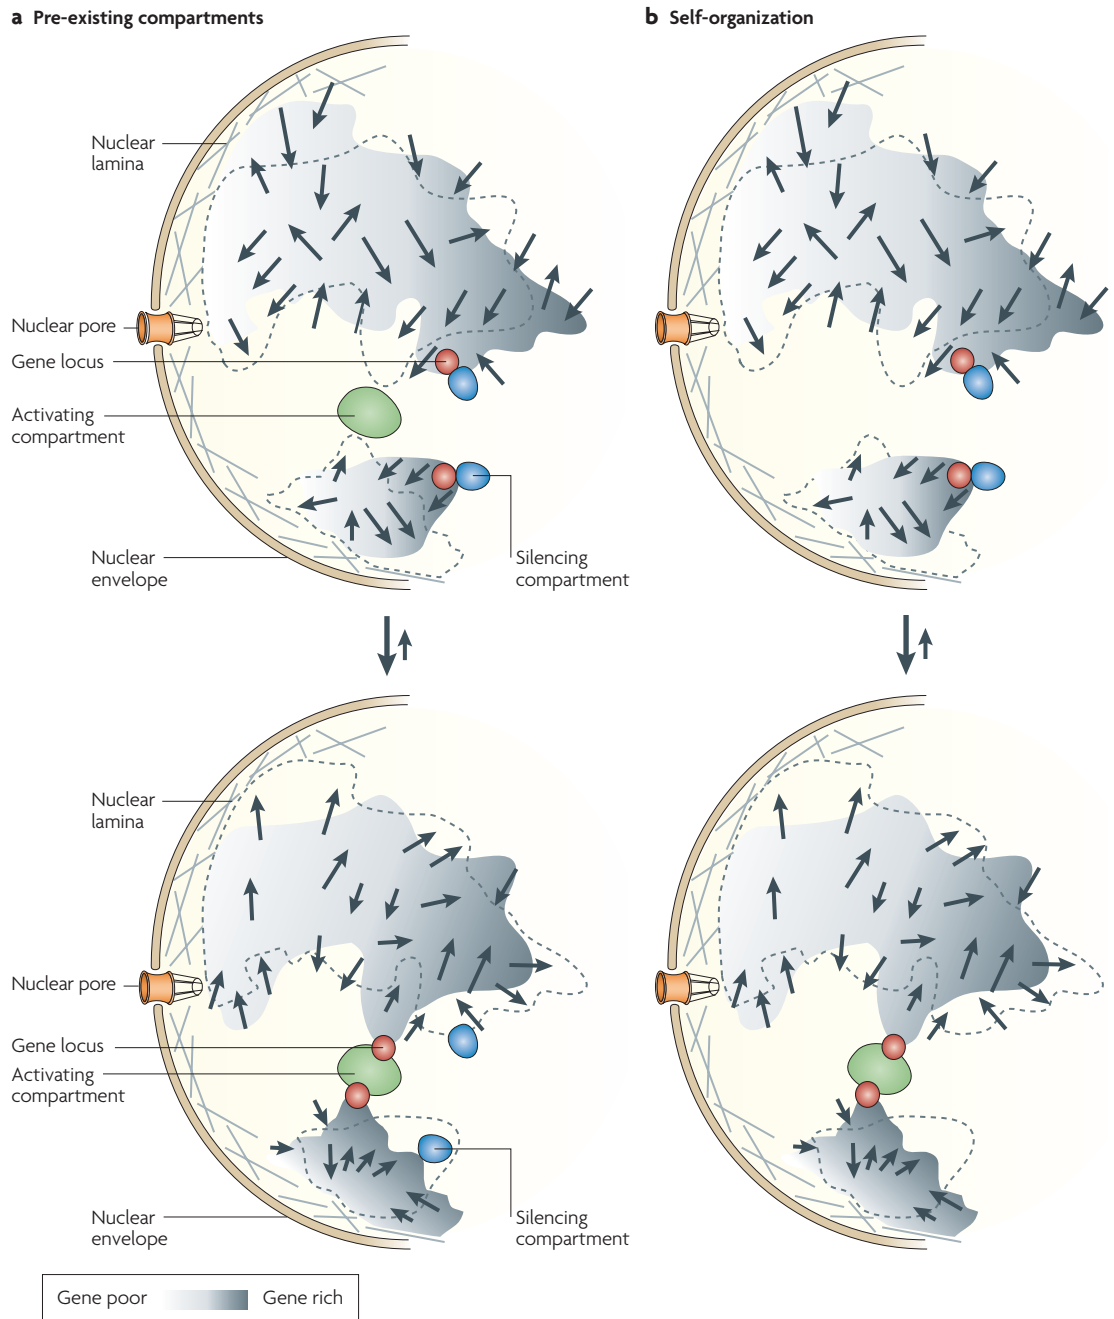 a Pre-existing compartments
b Self-organization
Nuclear
lamina
Nuclear pore
Gene locus
Activating
compartment
Nuclear
envelope
Silencing
compartment
Nuclear
lamina
Nuclear pore
Gene locus
Activating
compartment
Nuclear
envelope
Silencing
compartment
Gene poor
Gene rich